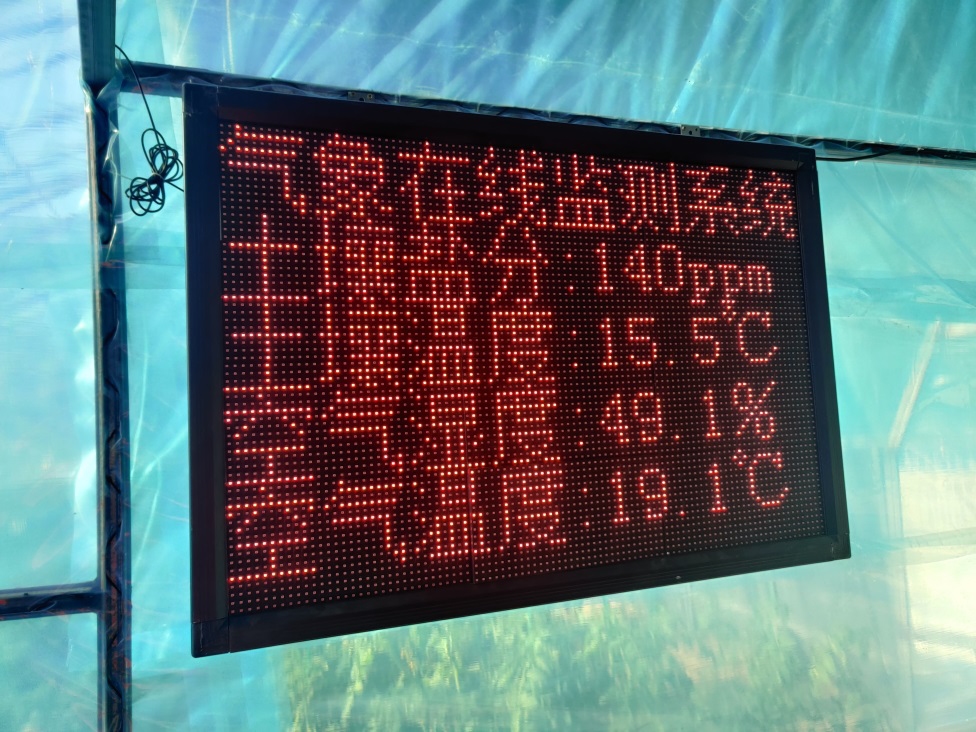 气象在线监测系统
土壤盐分:140ppm
土壤温度:15.5℃
空气湿度:49.1%
空气温度:19.1℃